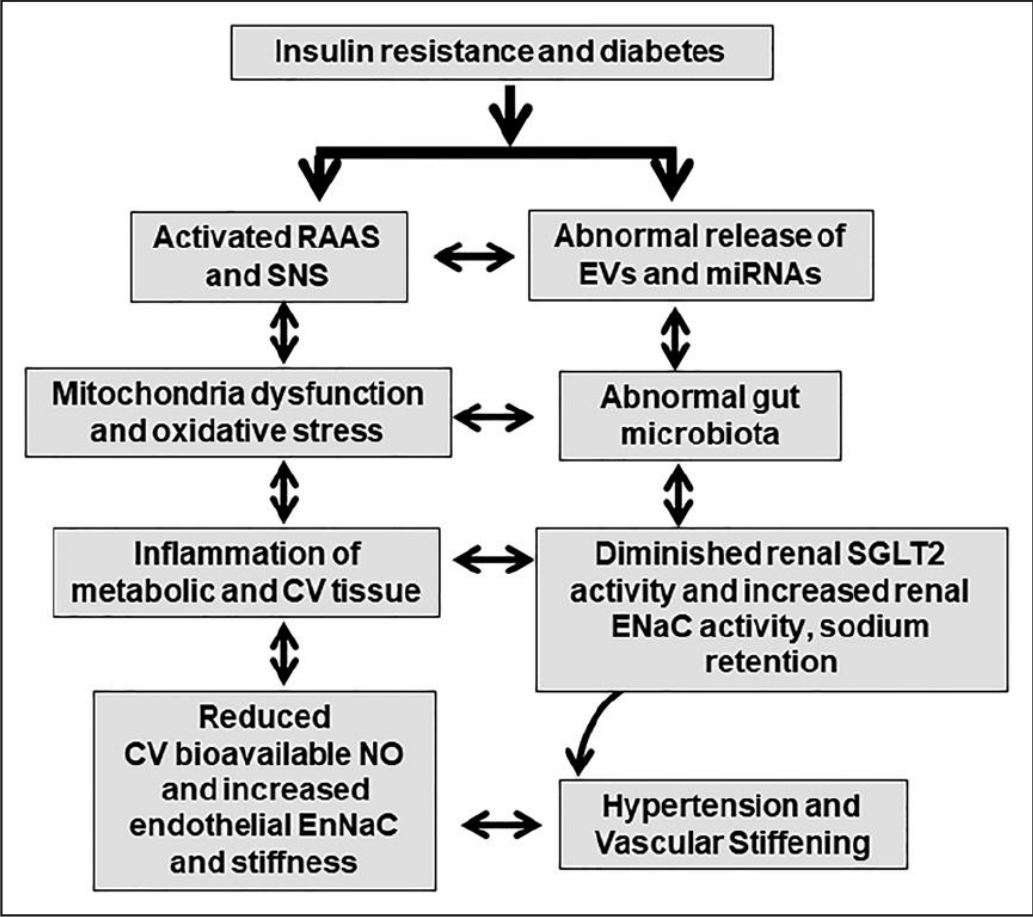 Insulin resistance and diabetes
Activated RAAS
and SNS
Abnormal release of
EVs and miRNAs
Mitochondria dysfunction
and oxidative stress
Abnormal gut
microbiota
Inflammation of
metabolic and CV tissue
Diminished renal SGLT2
activity and increased renal
ENaC activity, sodium
retention
Reduced
CV bioavailable NO
and increased
endothelial EnNaC
and stiffness
Hypertension and
Vascular Stiffening